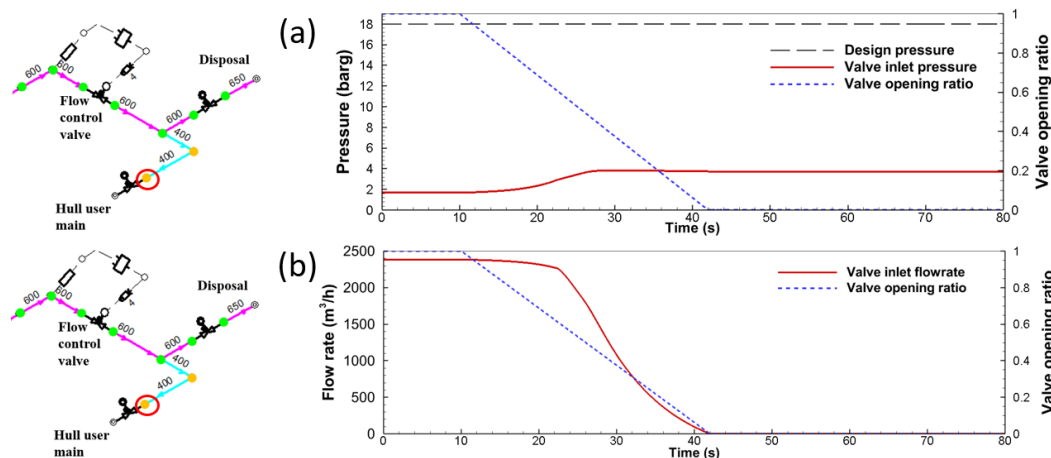 (a)
600
600
4
600
Flow
control
valve
Disposal
650
600
400
400
Hull user
main
Pressure (barg)
18
16
14
12
10
8
6
4
2
0
Design pressure
Valve inlet pressure
Valve opening ratio
1
0.8
0.6
0.4
0.2
0
Valve opening ratio
0 10 20 30 40 50 60 70 80
Time (s)
(b)
600
600
4
600
Flow
control
valve
Disposal
650
600
400
400
Hull user
main
Flow rate (m³/h)
2500
2000
1500
1000
500
0
Valve inlet flowrate
Valve opening ratio
1
0.8
0.6
0.4
0.2
0
Valve opening ratio
0 10 20 30 40 50 60 70 80
Time (s)